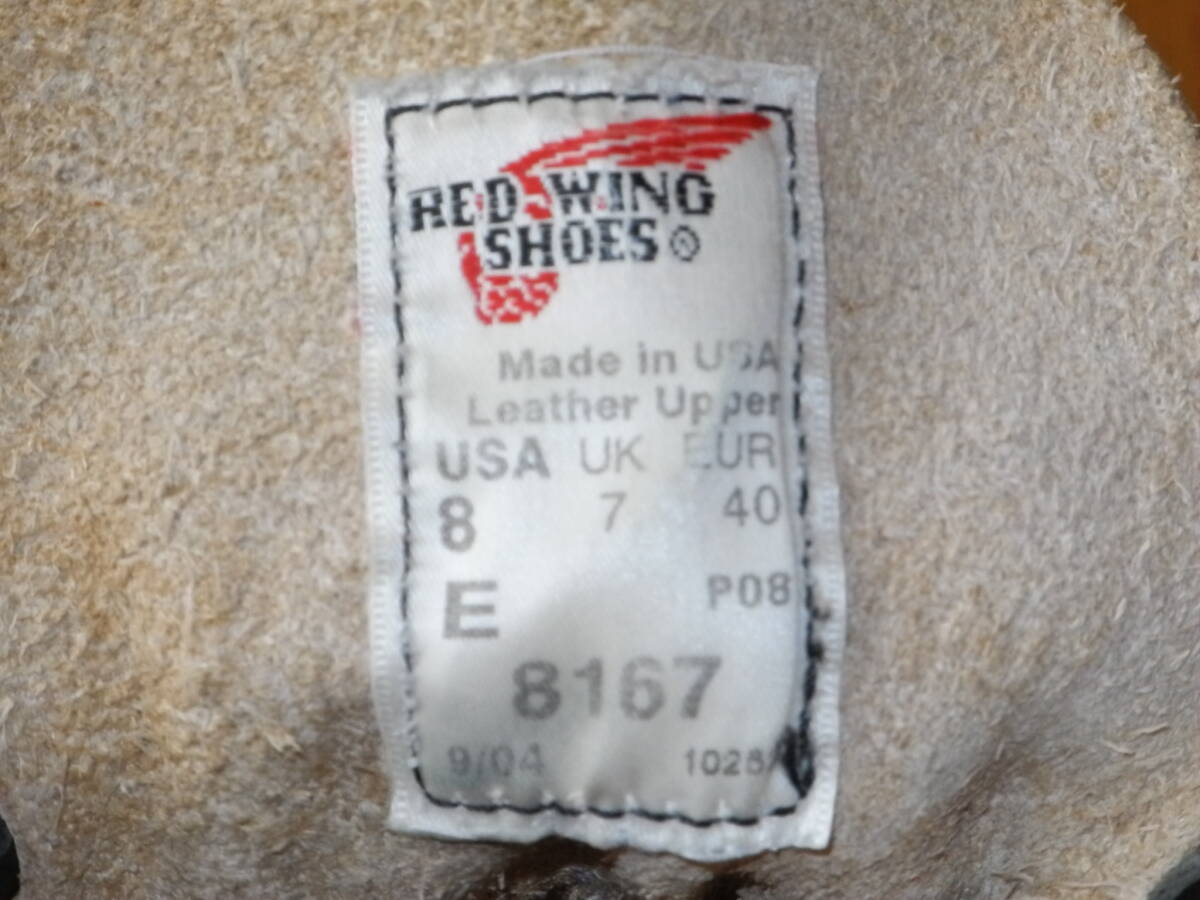 RED WING
SHOES®
Made in USA
Leather Upper
USA UK EUR
8 7 40
E P08
8167
9/04